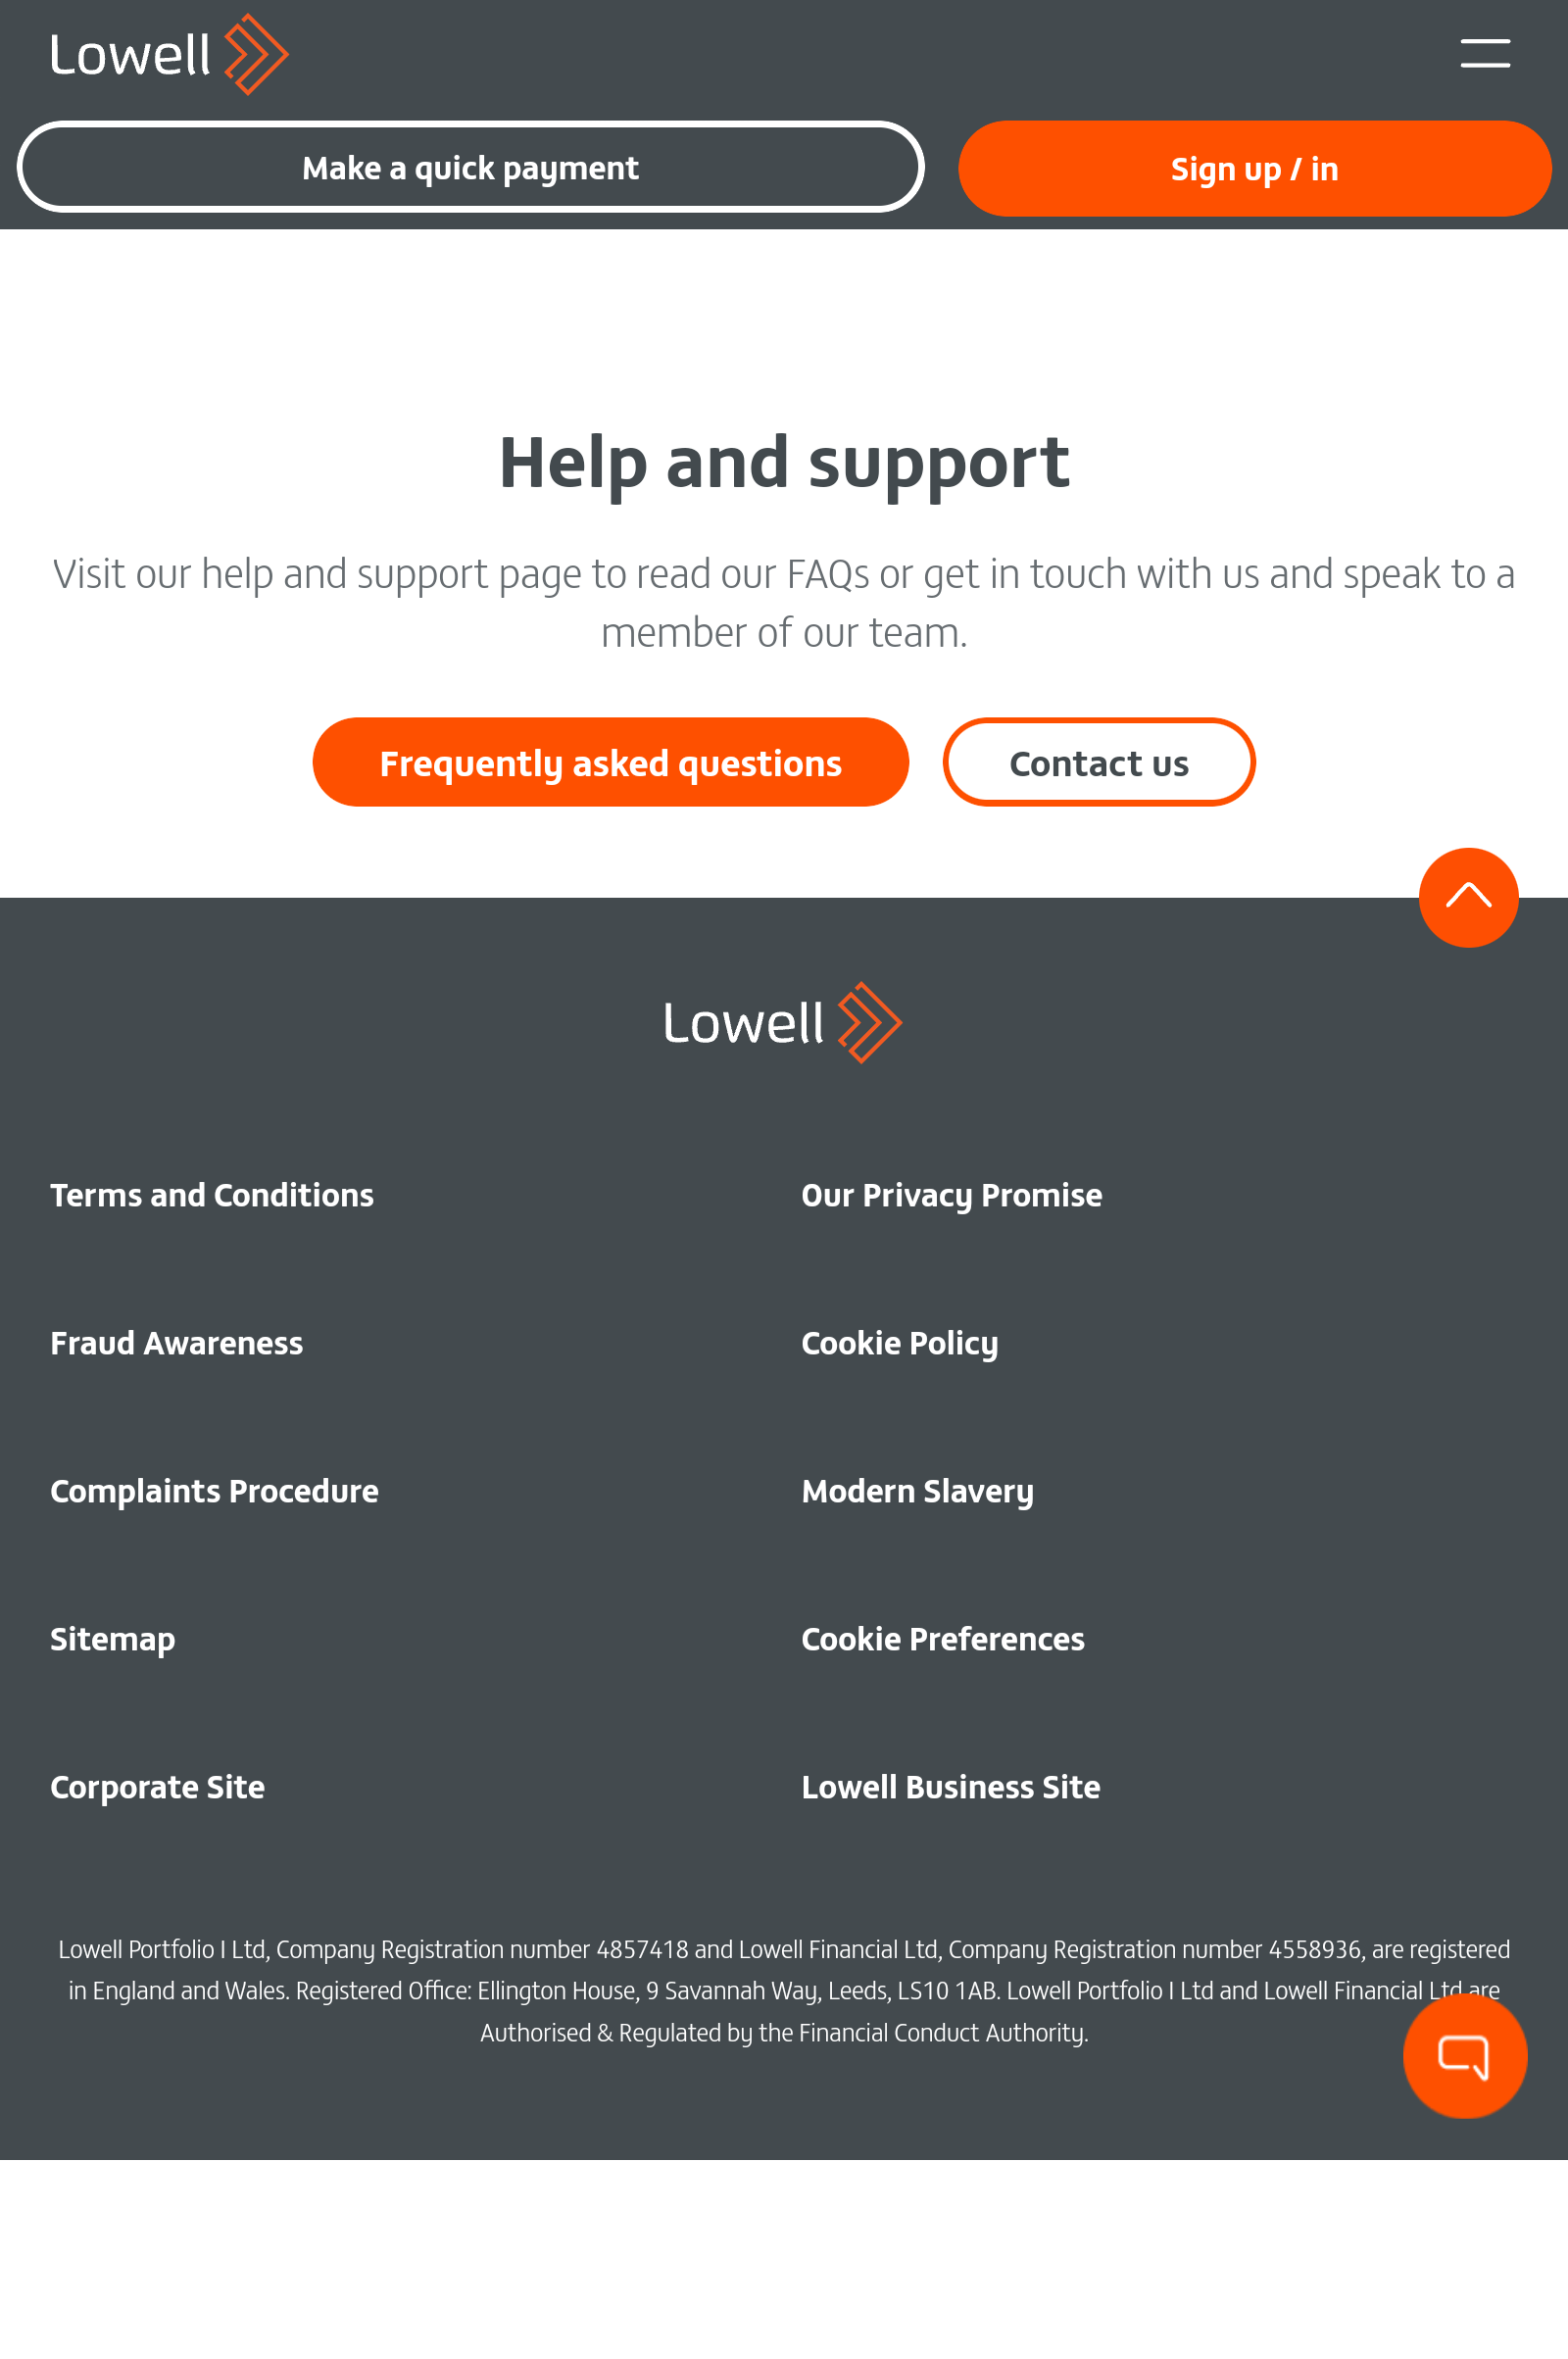 Lowell
Make a quick payment
Sign up / in
Help and support
Visit our help and support page to read our FAQs or get in touch with us and speak to a
member of our team.
Frequently asked questions
Contact us
Lowell
Terms and Conditions
Our Privacy Promise
Fraud Awareness
Cookie Policy
Complaints Procedure
Modern Slavery
Sitemap
Cookie Preferences
Corporate Site
Lowell Business Site
Lowell Portfolio I Ltd, Company Registration number 4857418 and Lowell Financial Ltd, Company Registration number 4558936, are registered
in England and Wales. Registered Office: Ellington House, 9 Savannah Way, Leeds, LS10 1AB. Lowell Portfolio I Ltd and Lowell Financial Ltd are
Authorised & Regulated by the Financial Conduct Authority.